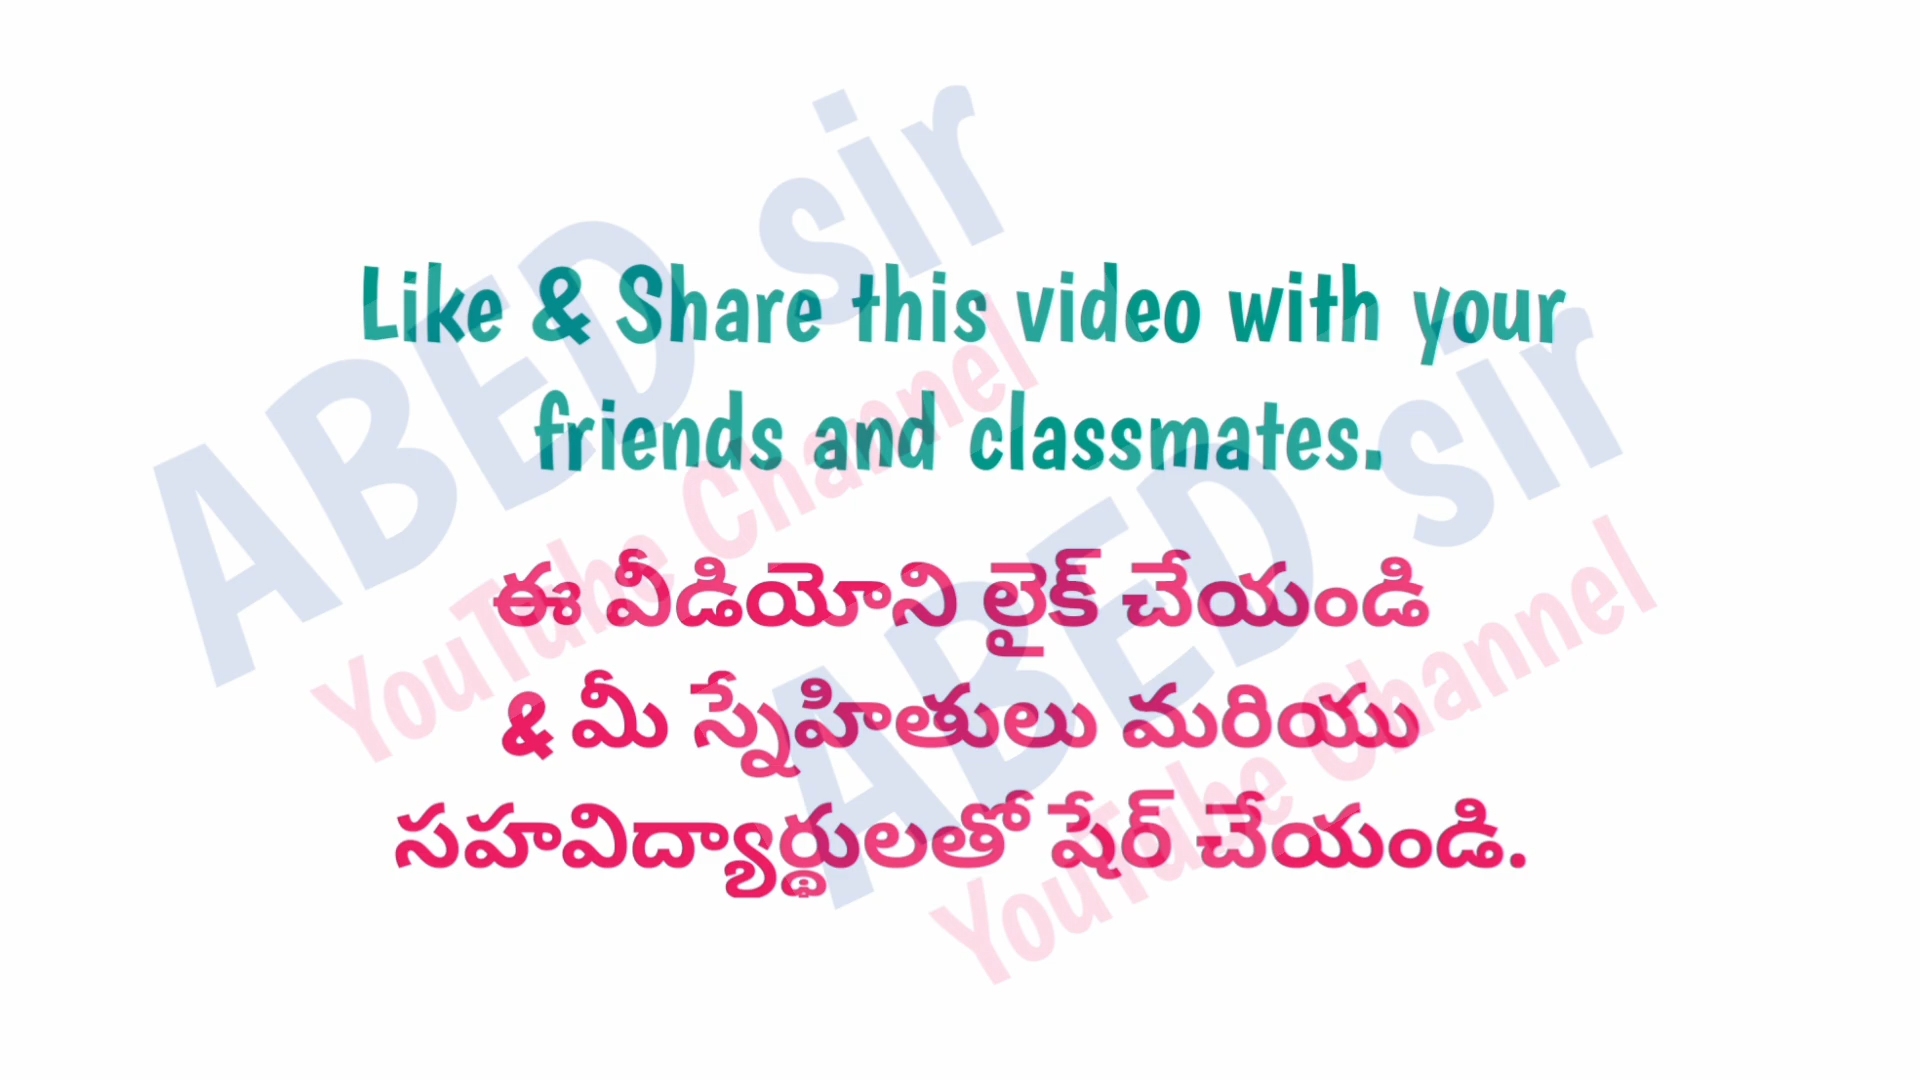 Like & Share this video with your
friends and classmates.
ఈ వీడియోని లైక్ చేయండి
& మీ స్నేహితులు మరియు
సహవిద్యార్థులతో షేర్ చేయండి.
ABED sir
YouTube Channel
ABED sir
YouTube Channel